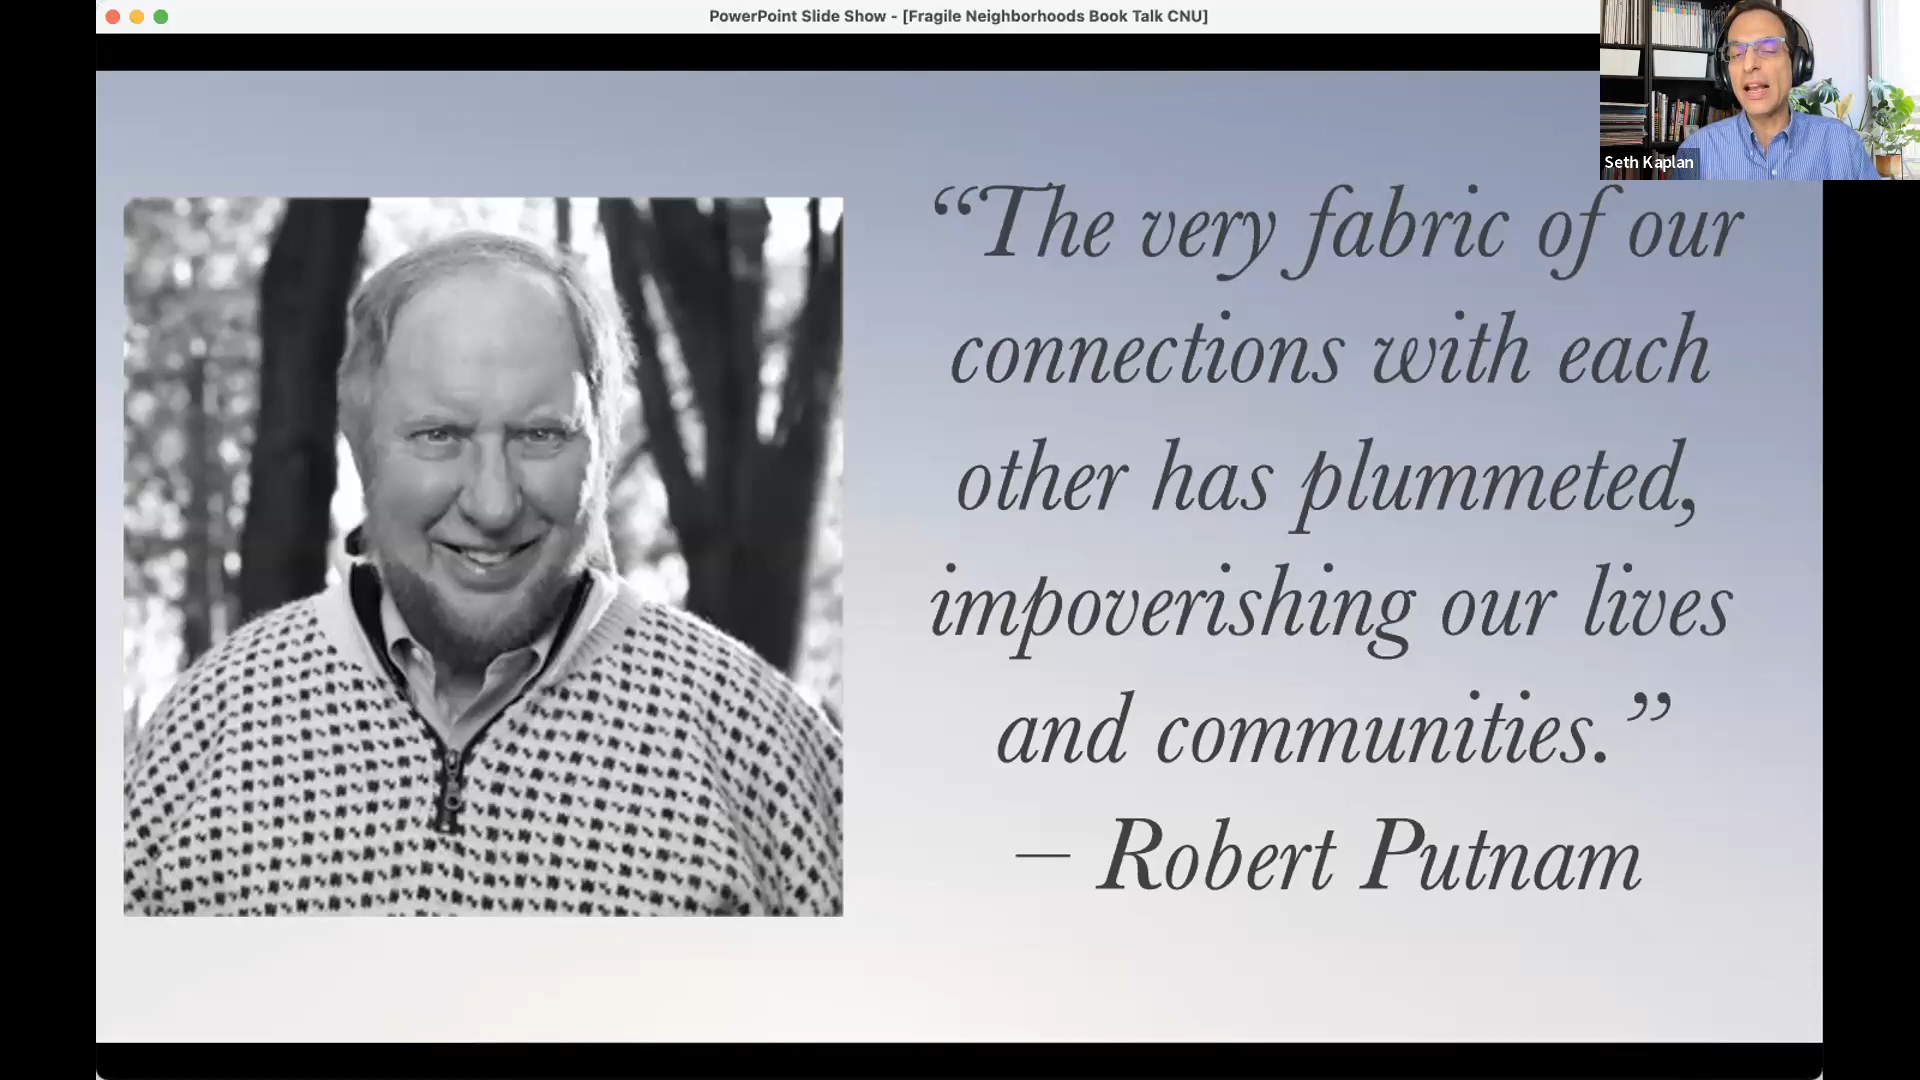 PowerPoint Slide Show - [Fragile Neighborhoods Book Talk CNU]
Seth Kaplan
“The very fabric of our
connections with each
other has plummeted,
impoverishing our lives
and communities.”
— Robert Putnam